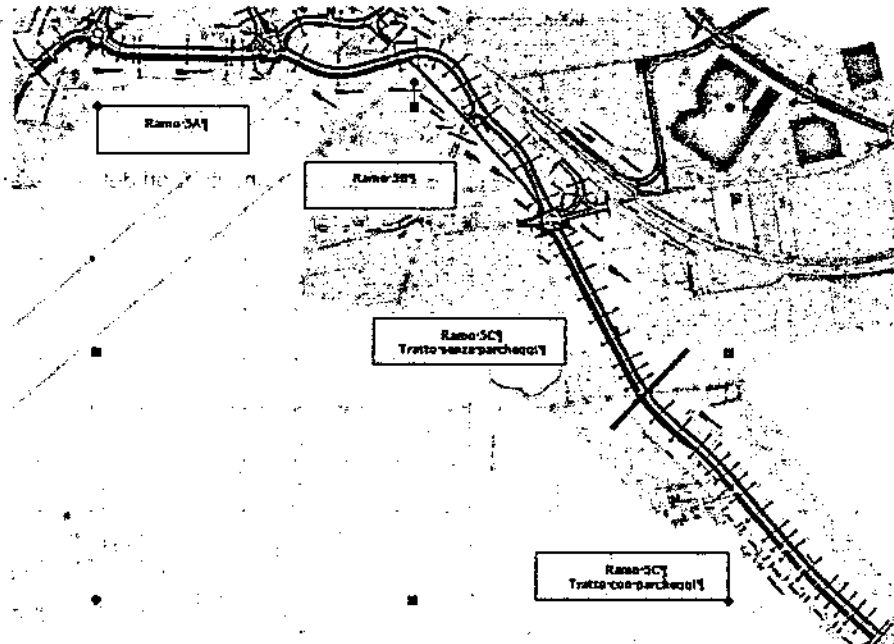 Ramo·5A¶
Ramo·5B¶
Ramo·5C¶
Tratto·senza·parcheggi¶
Ramo·5C¶
Tratto·con·parcheggi¶